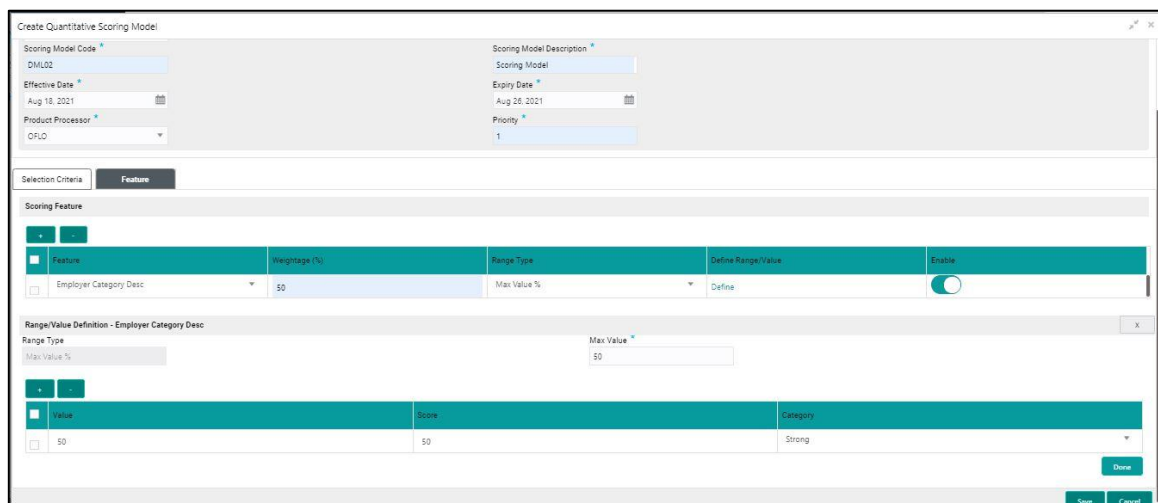 Create Quantitative Scoring Model
Scoring Model Code * Scoring Model Description *
DML02 Scoring Model
Effective Date * Expiry Date *
Aug 18, 2021 Aug 26, 2021
Product Processor * Priority *
OFLO 1
Selection Criteria Feature
Scoring Feature
+ -
Feature Weightage (%) Range Type Define Range/Value Enable
Employer Category Desc 50 Max Value % Define
Range/Value Definition - Employer Category Desc X
Range Type Max Value *
Max Value % 50
+ -
Value Score Category
50 50 Strong
Done
Save Cancel